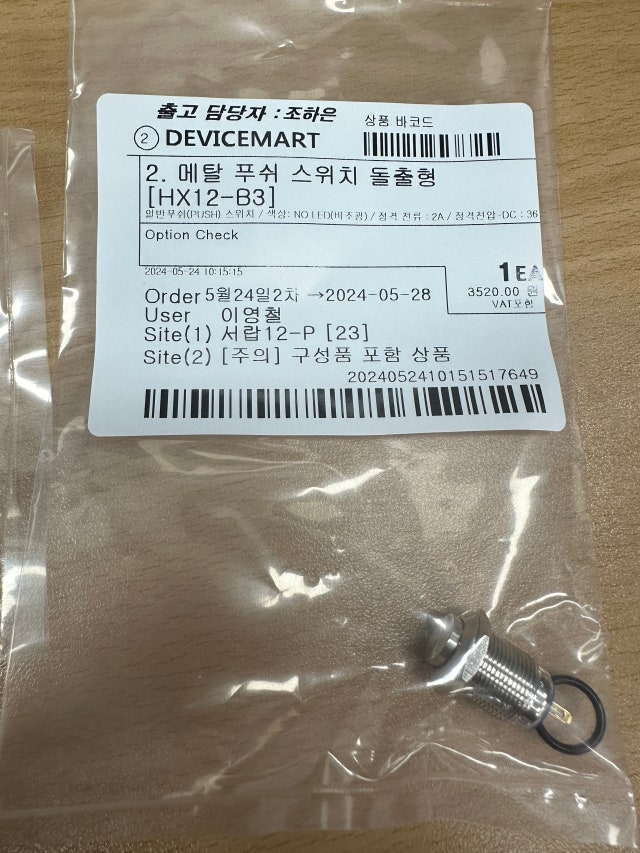 출고 담당자 : 조하은
상품 바코드
② DEVICEMART
2. 메탈 푸쉬 스위치 돌출형
[HX12-B3]
일반푸쉬(PUSH) 스위치 / 색상: NO LED(비조광) / 정격 전류 : 2A / 정격전압-DC : 36
Option Check
2024-05-24 10:15:15
1 EA
Order 5월24일2차 →2024-05-28
3520.00 원
User 이영철
VAT포함
Site(1) 서랍12-P [23]
Site(2) [주의] 구성품 포함 상품
2024052410151517649